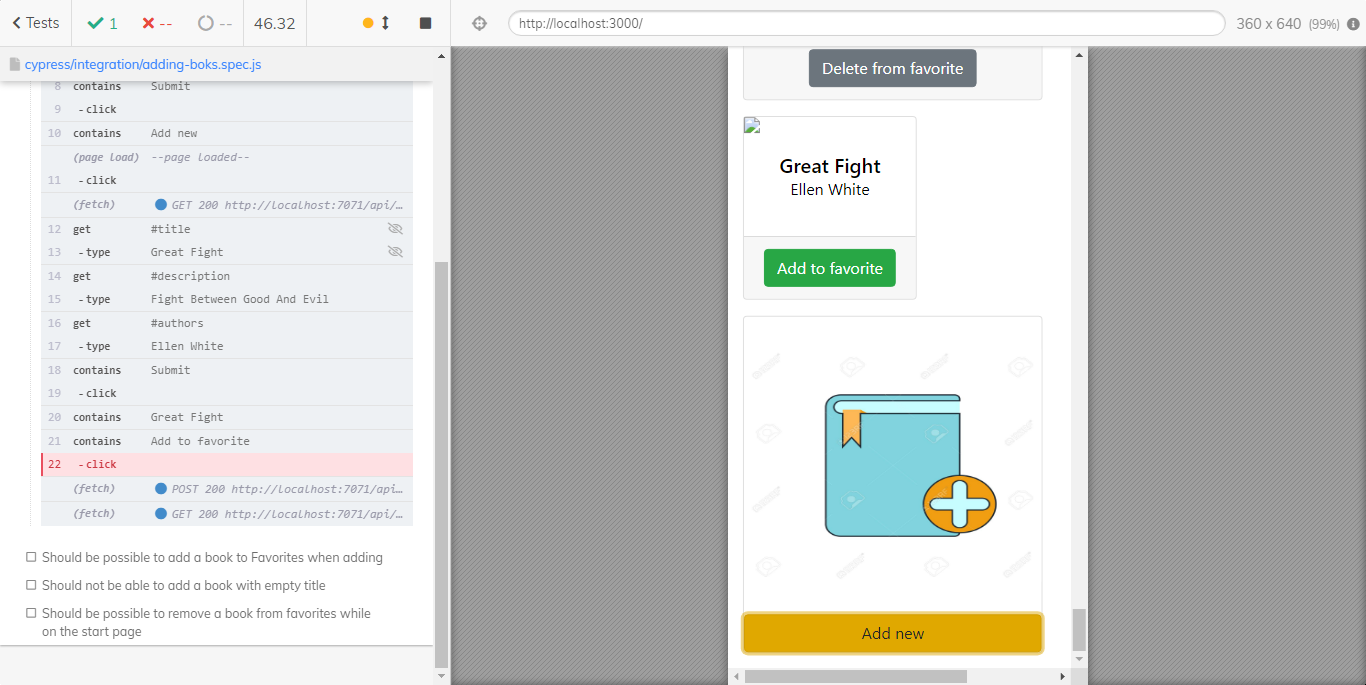 Tests
1
--
--
46.32
http://localhost:3000/
360 x 640 (99%)
cypress/integration/adding-boks.spec.js
8 contains Submit
9 - click
10 contains Add new
(page load) --page loaded--
11 - click
(fetch) GET 200 http://localhost:7071/api/…
12 get #title
13 - type Great Fight
14 get #description
15 - type Fight Between Good And Evil
16 get #authors
17 - type Ellen White
18 contains Submit
19 - click
20 contains Great Fight
21 contains Add to favorite
22 - click
(fetch) POST 200 http://localhost:7071/api…
(fetch) GET 200 http://localhost:7071/api/…
Should be possible to add a book to Favorites when adding
Should not be able to add a book with empty title
Should be possible to remove a book from favorites while
on the start page
Delete from favorite
Great Fight
Ellen White
Add to favorite
Add new